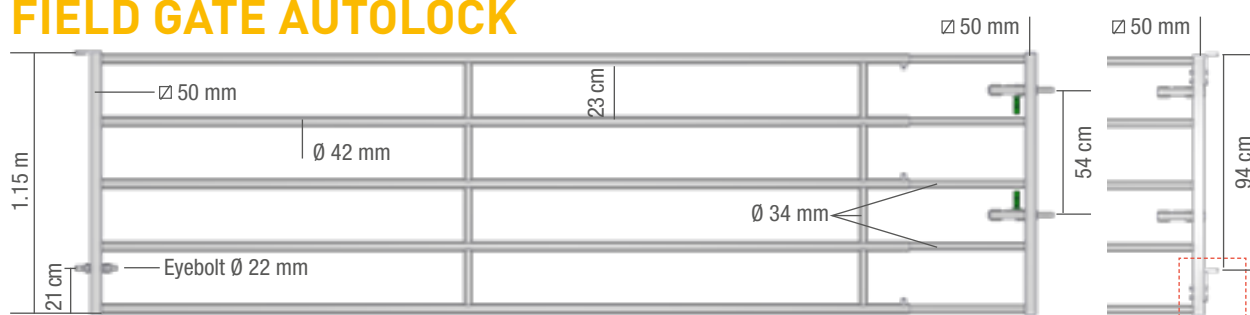 FIELD GATE AUTOLOCK
50 mm
50 mm
50 mm
23 cm
Ø 42 mm
1.15 m
54 cm
94 cm
Ø 34 mm
Eyebolt Ø 22 mm
21 cm